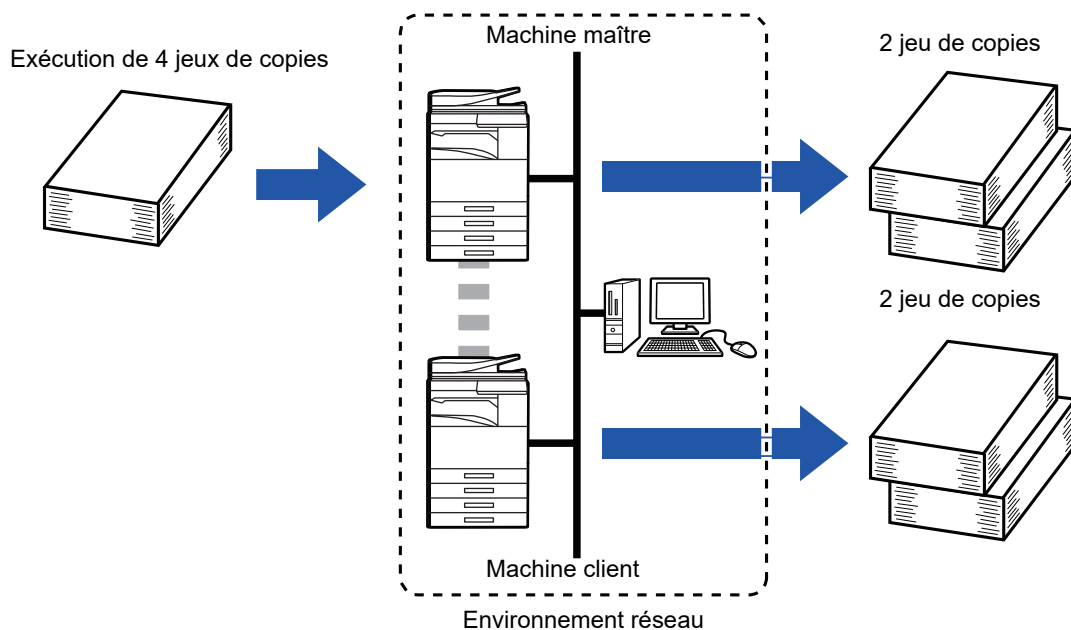 Exécution de 4 jeux de copies
Machine maître
2 jeu de copies
2 jeu de copies
Machine client
Environnement réseau